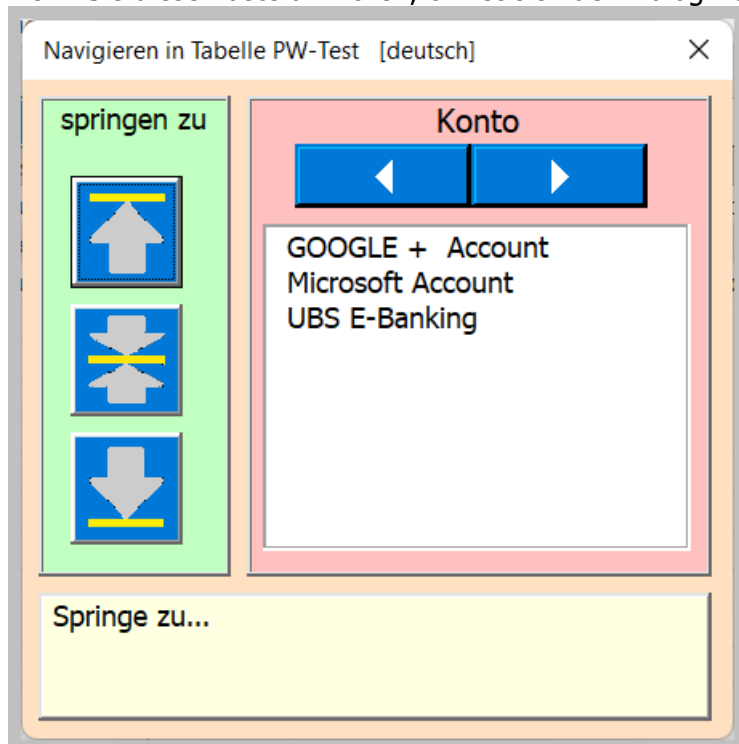 Navigieren in Tabelle PW-Test [deutsch]
springen zu
Konto
GOOGLE + Account
Microsoft Account
UBS E-Banking
Springe zu...